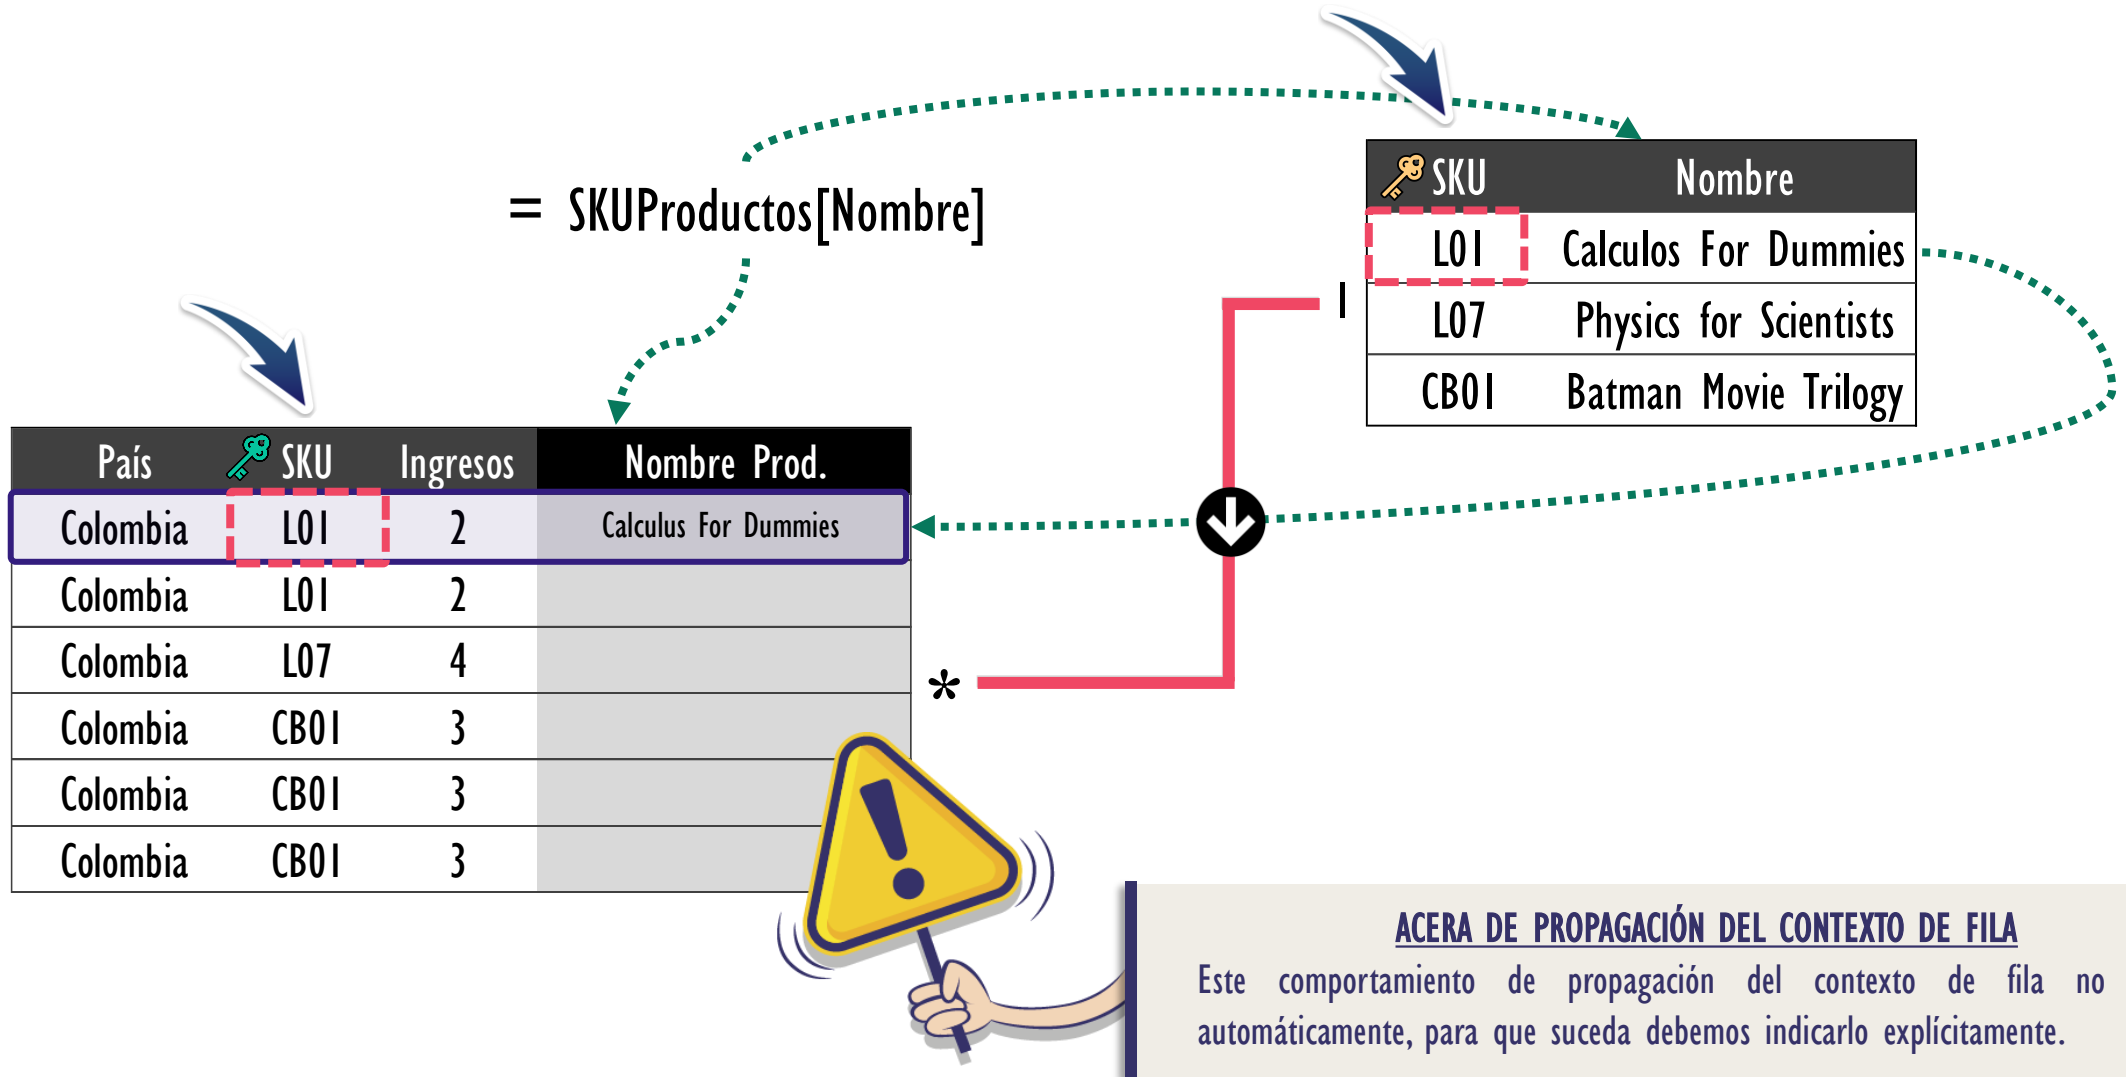 = SKUProductos[Nombre]
SKU Nombre
L01 Calculos For Dummies
L07 Physics for Scientists
CB01 Batman Movie Trilogy
1
País SKU Ingresos Nombre Prod.
Colombia L01 2 Calculus For Dummies
Colombia L01 2
Colombia L07 4
Colombia CB01 3
Colombia CB01 3
Colombia CB01 3
*
ACERA DE PROPAGACIÓN DEL CONTEXTO DE FILA
Este comportamiento de propagación del contexto de fila no
automáticamente, para que suceda debemos indicarlo explícitamente.